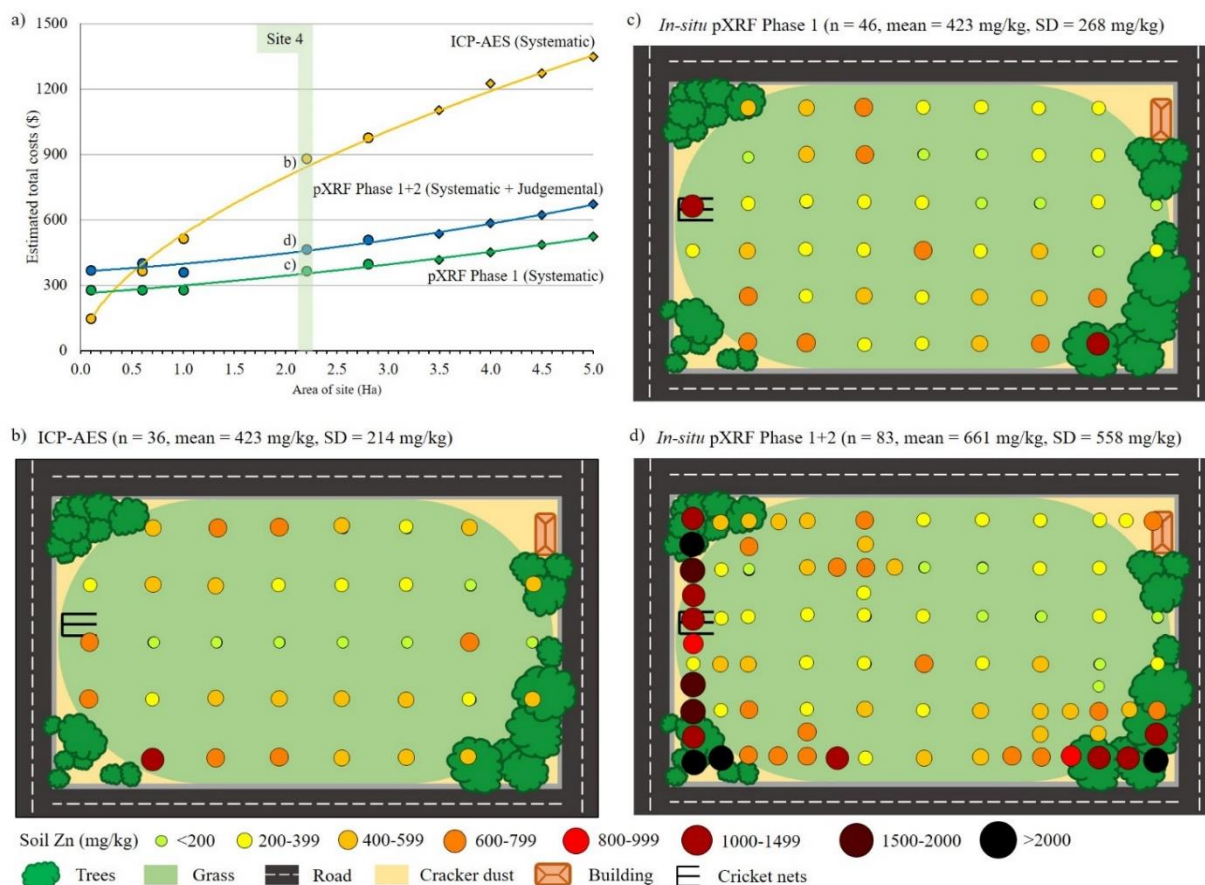 a)
1500
1200
900
600
300
0
Estimated total costs ($)
Site 4
ICP-AES (Systematic)
b)
pXRF Phase 1+2 (Systematic + Judgemental)
d)
c)
pXRF Phase 1 (Systematic)
0.0 0.5 1.0 1.5 2.0 2.5 3.0 3.5 4.0 4.5 5.0
Area of site (Ha)
c) In-situ pXRF Phase 1 (n = 46, mean = 423 mg/kg, SD = 268 mg/kg)
b) ICP-AES (n = 36, mean = 423 mg/kg, SD = 214 mg/kg)
d) In-situ pXRF Phase 1+2 (n = 83, mean = 661 mg/kg, SD = 558 mg/kg)
Soil Zn (mg/kg) <200 200-399 400-599 600-799 800-999 1000-1499 1500-2000 >2000
Trees Grass Road Cracker dust Building Cricket nets